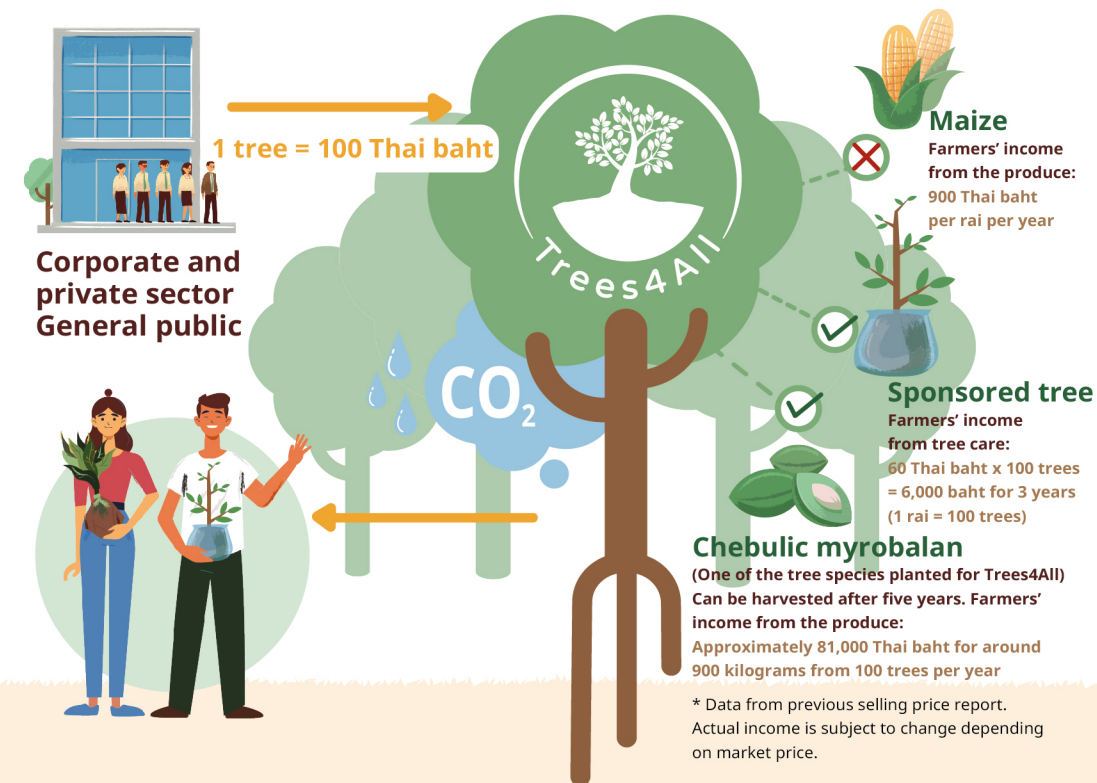 1 tree = 100 Thai baht
Corporate and
private sector
General public
Trees4All
CO₂
Maize
Farmers' income
from the produce:
900 Thai baht
per rai per year
Sponsored tree
Farmers' income
from tree care:
60 Thai baht x 100 trees
= 6,000 baht for 3 years
(1 rai = 100 trees)
Chebulic myrobalan
(One of the tree species planted for Trees4All)
Can be harvested after five years. Farmers'
income from the produce:
Approximately 81,000 Thai baht for around
900 kilograms from 100 trees per year
* Data from previous selling price report.
Actual income is subject to change depending
on market price.